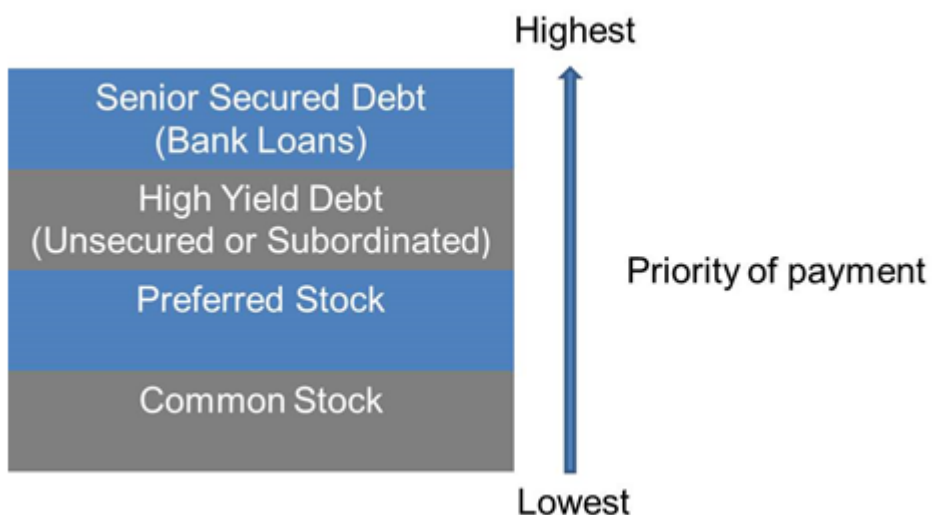 Highest
Senior Secured Debt
(Bank Loans)
High Yield Debt
(Unsecured or Subordinated)
Priority of payment
Preferred Stock
Common Stock
Lowest